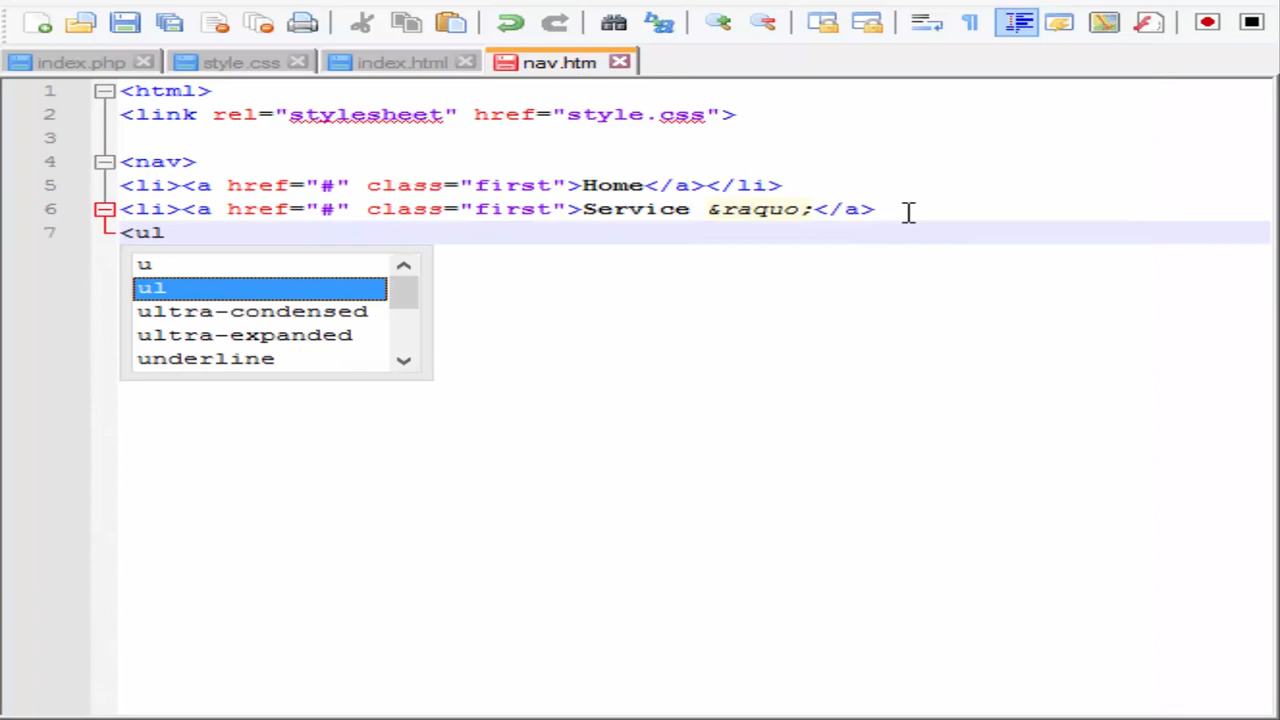 index.php style.css index.html nav.htm
1 <html>
2 <link rel="stylesheet" href="style.css">
3
4 <nav>
5 <li><a href="#" class="first">Home</a></li>
6 <li><a href="#" class="first">Service &raquo;</a>
7 <ul
u
ul
ultra-condensed
ultra-expanded
underline